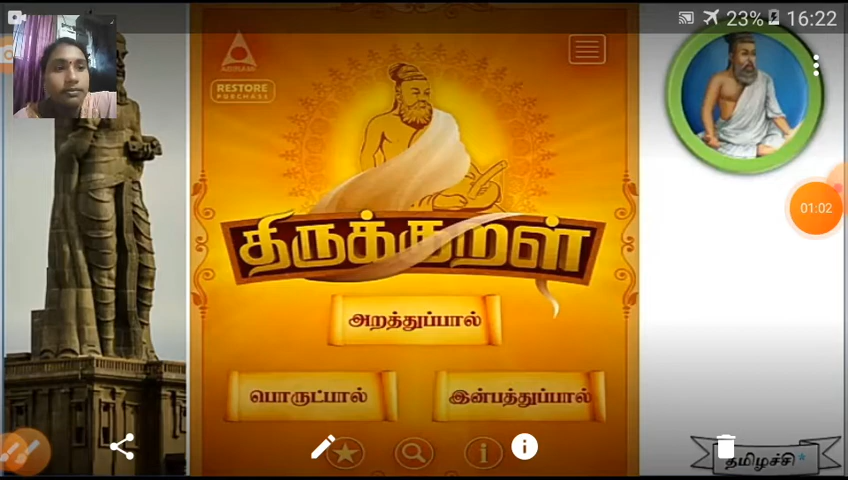 23% 16:22
RESTORE
PURCHASE
01:02
திருக்குறள்
அறத்துப்பால்
பொருட்பால்
இன்பத்துப்பால்
தமிழச்சி*